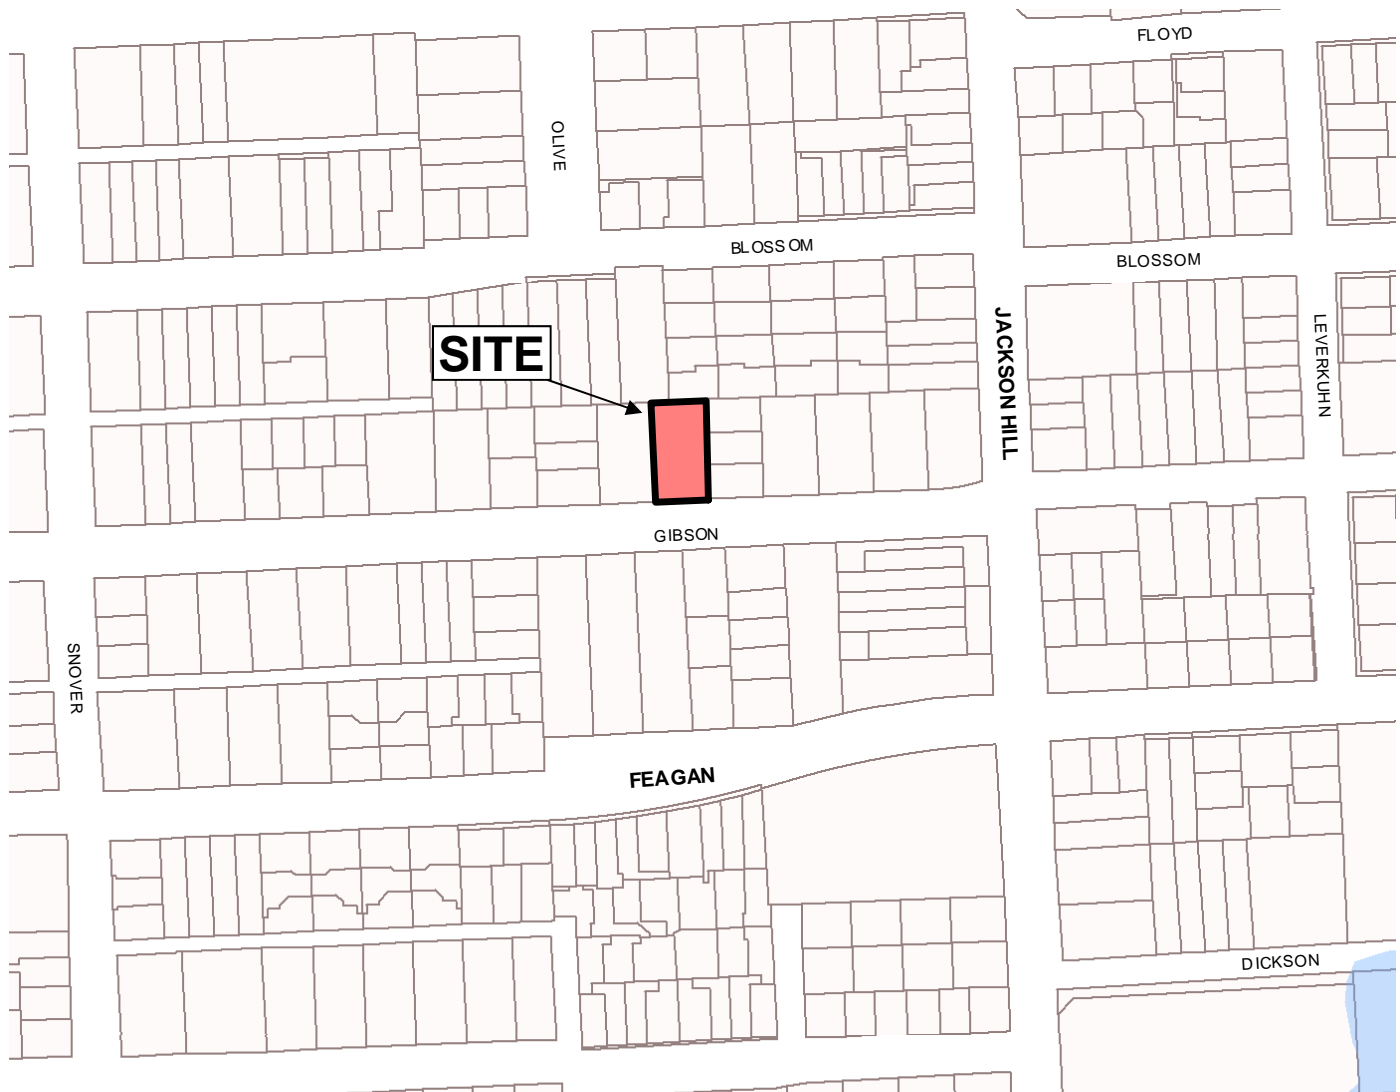 FLOYD
OLIVE
BLOSSOM
BLOSSOM
SITE
JACKSON HILL
LEVERKUHN
GIBSON
SNOVER
FEAGAN
DICKSON